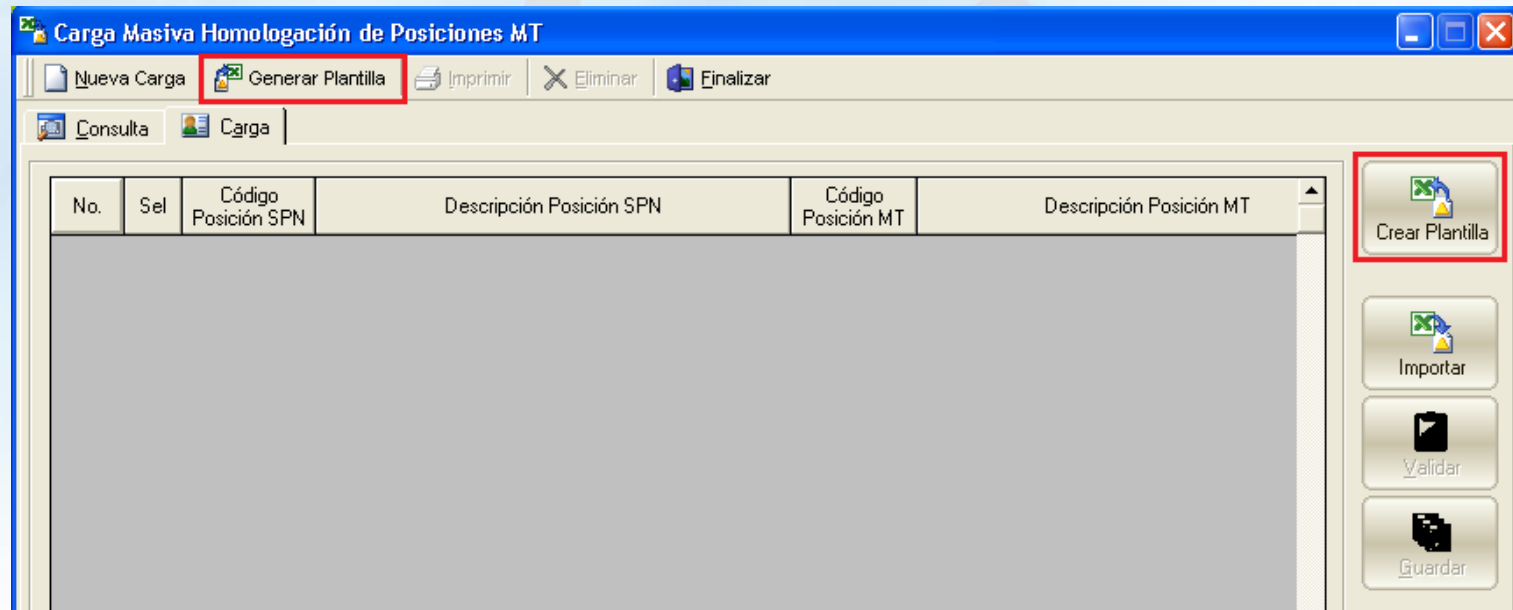 Carga Masiva Homologación de Posiciones MT
Nueva Carga Generar Plantilla Imprimir Eliminar Finalizar
Consulta Carga
No. Sel Código Posición SPN Descripción Posición SPN Código Posición MT Descripción Posición MT
Crear Plantilla
Importar
Validar
Guardar